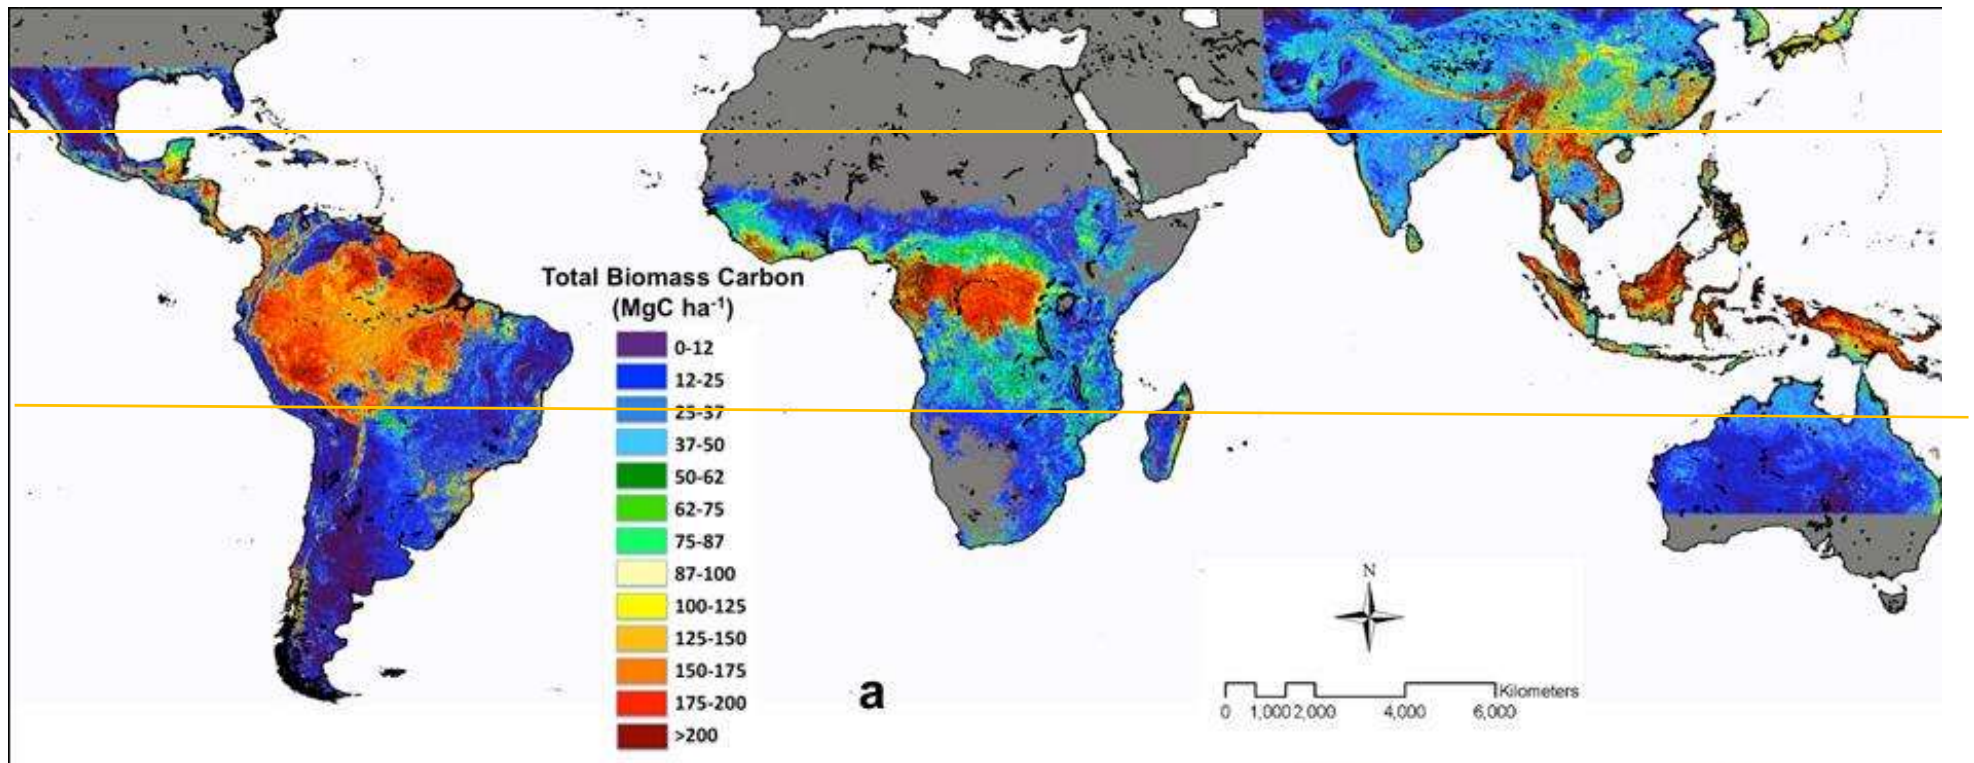 Total Biomass Carbon
(MgC ha⁻¹)
0-12
12-25
25-37
37-50
50-62
62-75
75-87
87-100
100-125
125-150
150-175
175-200
>200
a
N
Kilometers
0 1,000 2,000 4,000 6,000